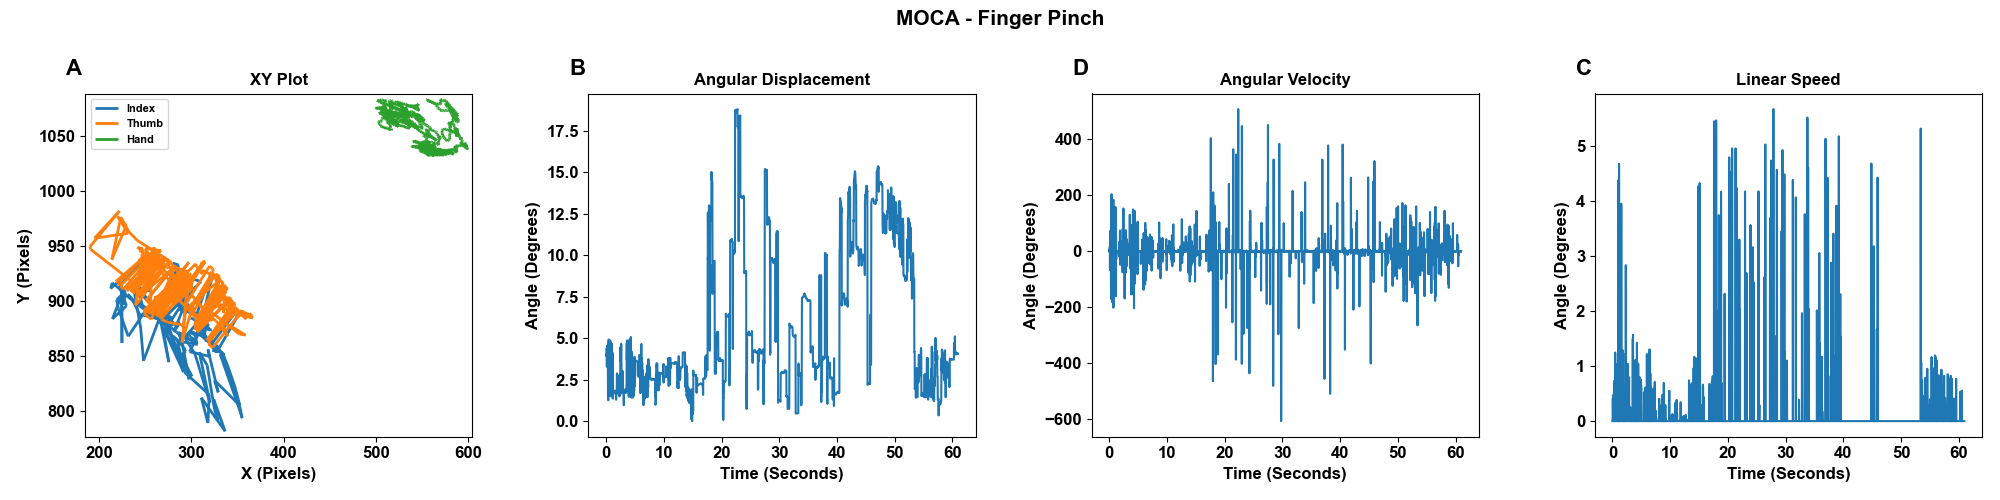 MOCA - Finger Pinch
A
XY Plot
Index
Thumb
Hand
1050
1000
950
900
850
800
Y (Pixels)
200 300 400 500 600
X (Pixels)
B
Angular Displacement
17.5
15.0
12.5
10.0
7.5
5.0
2.5
0.0
Angle (Degrees)
0 10 20 30 40 50 60
Time (Seconds)
D
Angular Velocity
400
200
0
−200
−400
−600
Angle (Degrees)
0 10 20 30 40 50 60
Time (Seconds)
C
Linear Speed
5
4
3
2
1
0
Angle (Degrees)
0 10 20 30 40 50 60
Time (Seconds)